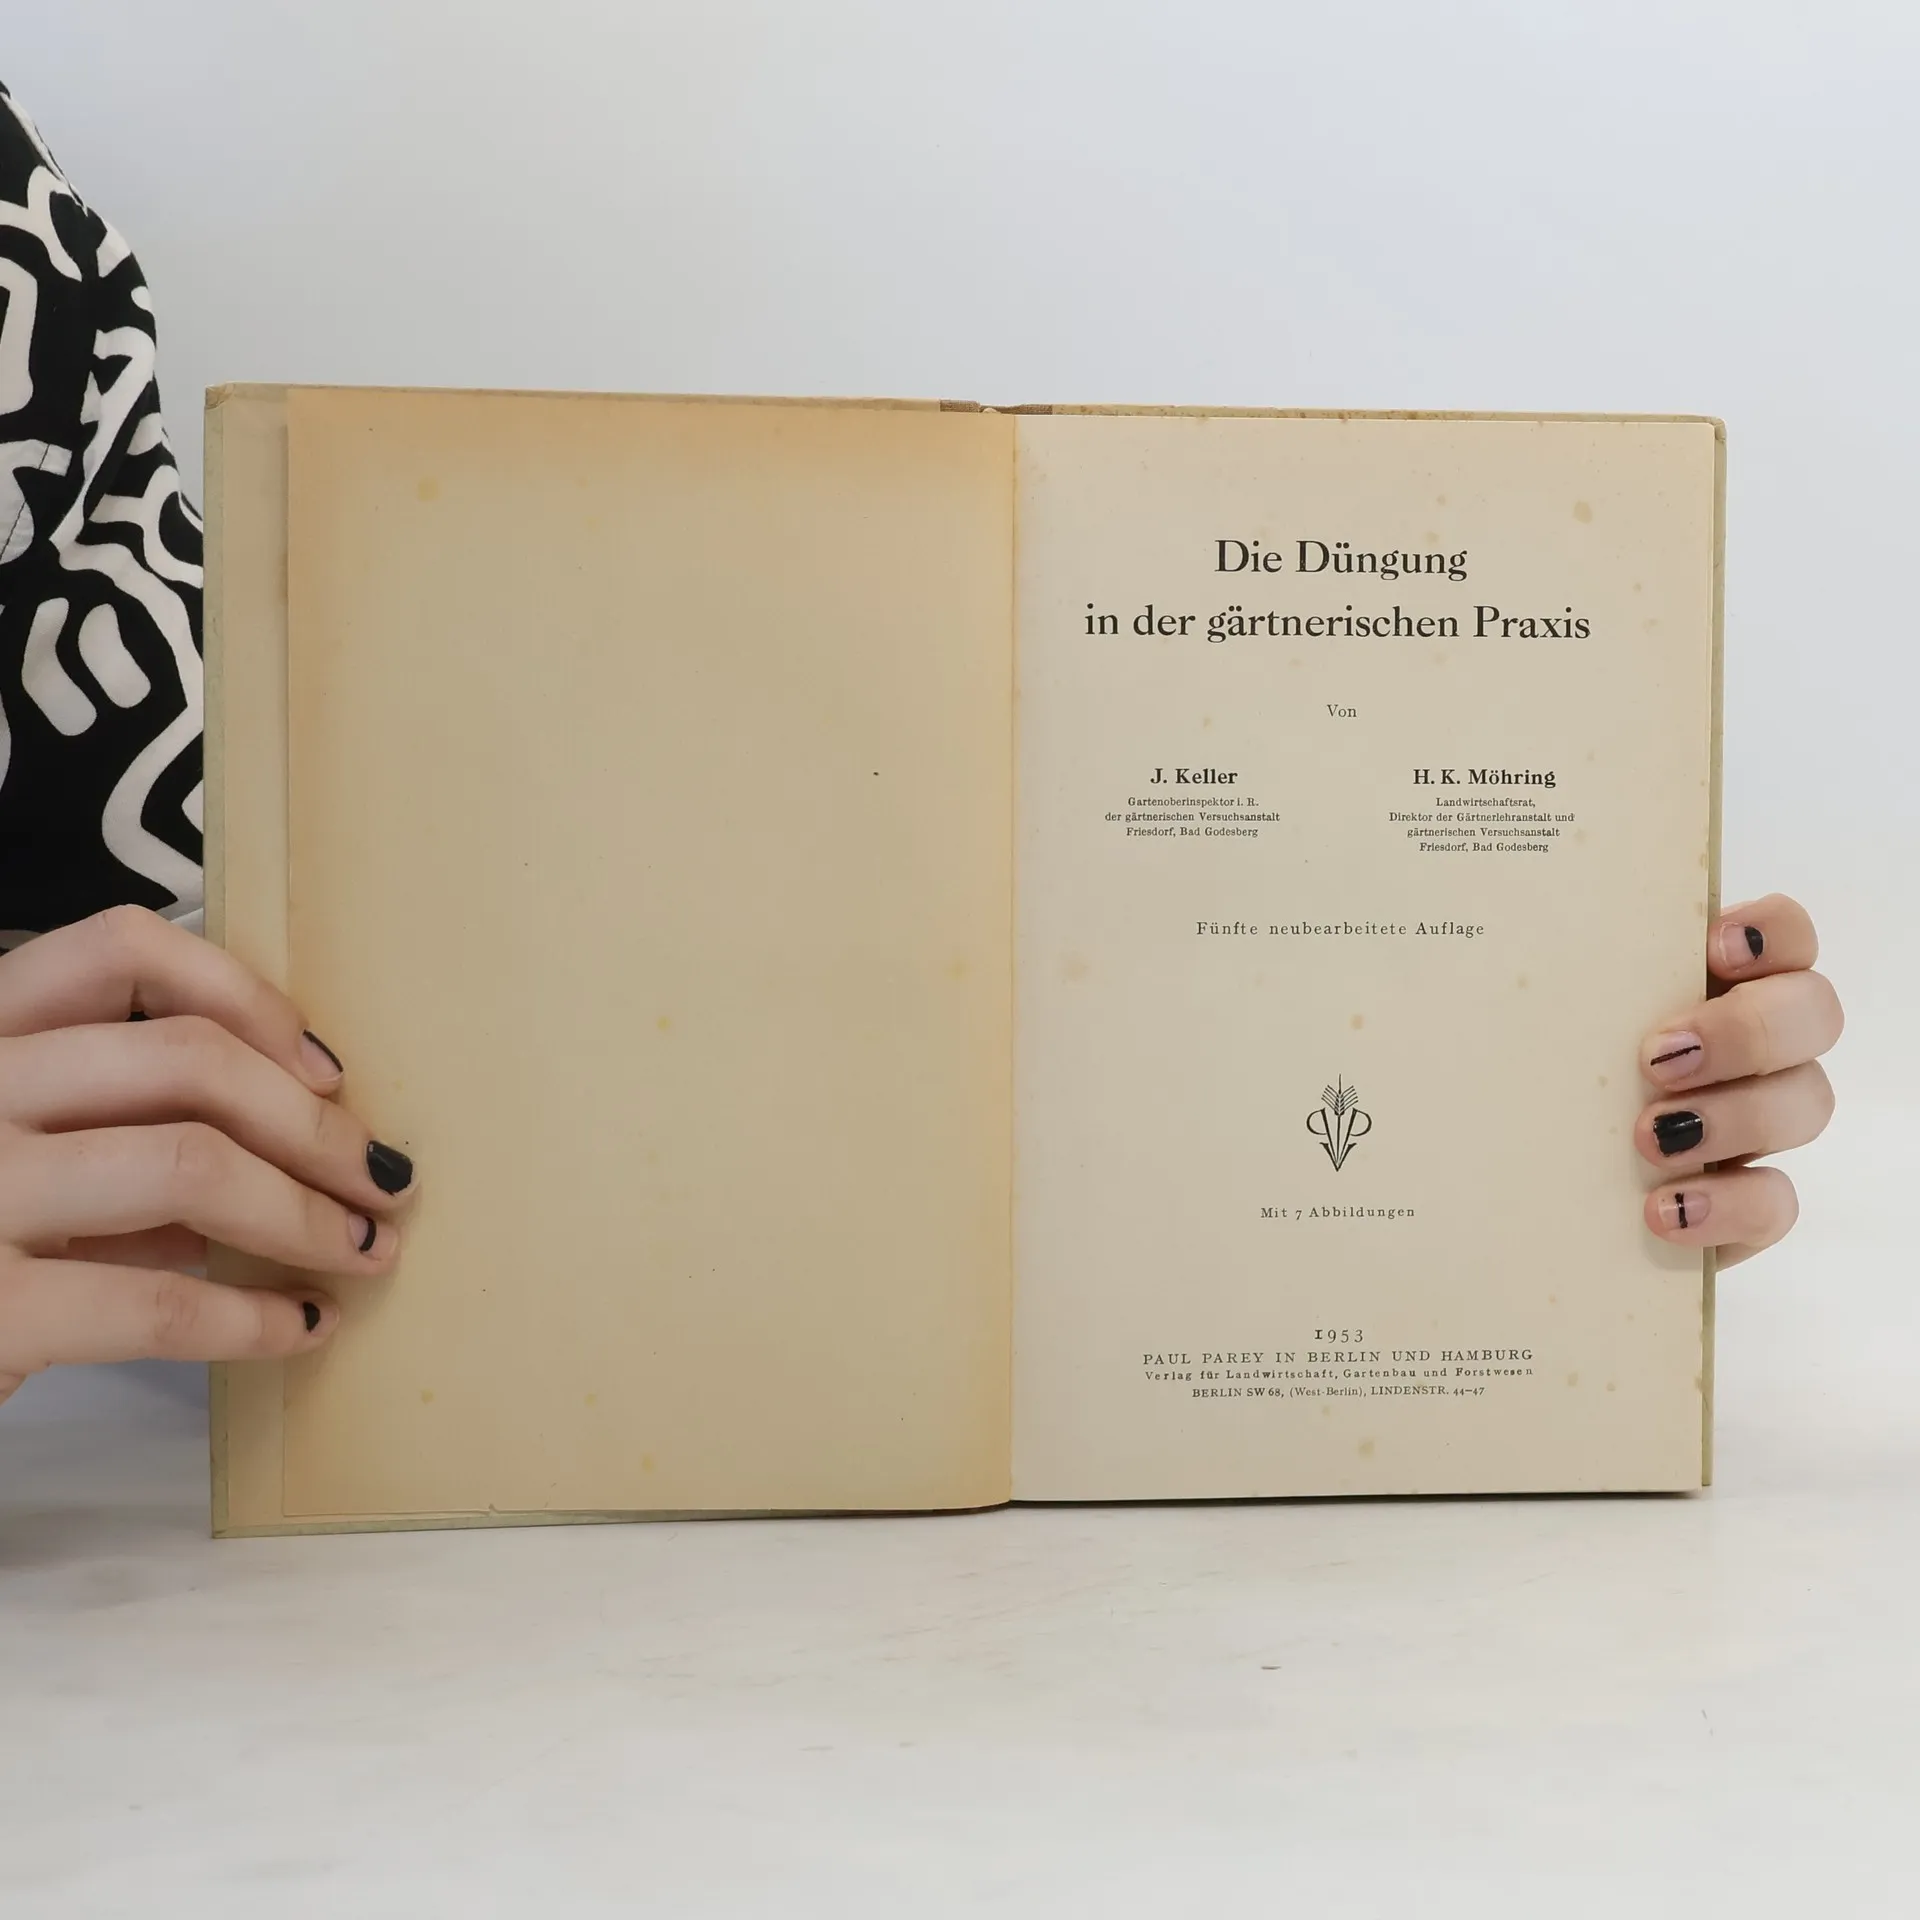 Die Düngung
in der gärtnerischen Praxis
Von
J. Keller
Gartenoberinspektor i. R.
der gärtnerischen Versuchsanstalt
Friesdorf, Bad Godesberg
H. K. Möhring
Landwirtschaftsrat,
Direktor der Gärtnerlehranstalt und
gärtnerischen Versuchsanstalt
Friesdorf, Bad Godesberg
Fünfte neubearbeitete Auflage
Mit 7 Abbildungen
1953
PAUL PAREY IN BERLIN UND HAMBURG
Verlag für Landwirtschaft, Gartenbau und Forstwesen
BERLIN SW 68, (West-Berlin), LINDENSTR. 44–47